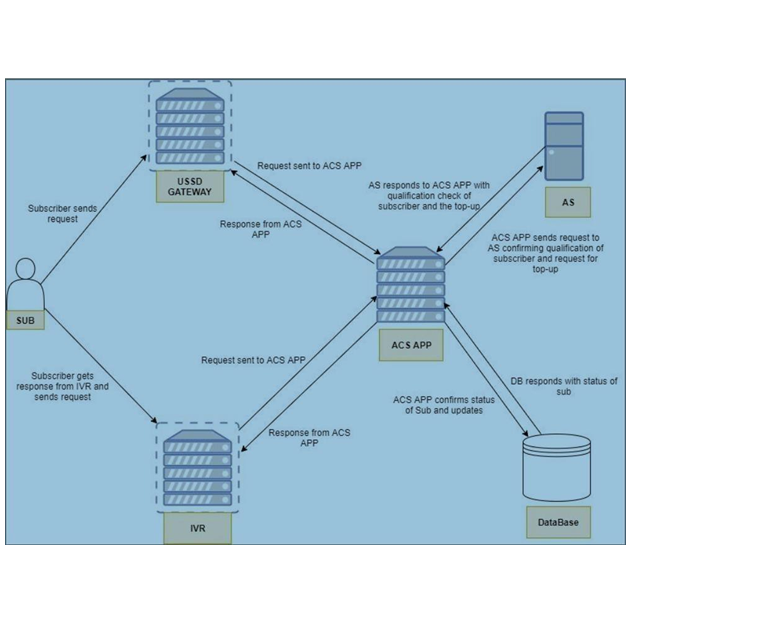 USSD
GATEWAY
Request sent to ACS APP
AS responds to ACS APP with
qualification check of
subscriber and the top-up
AS
Subscriber sends
request
Response from ACS
APP
ACS APP sends request to
AS confirming qualification of
subscriber and request for
top-up
SUB
ACS APP
Request sent to ACS APP
Subscriber gets
response from IVR and
sends request
DB responds with status of
sub
ACS APP confirms status
of Sub and updates
Response from ACS
APP
IVR
DataBase